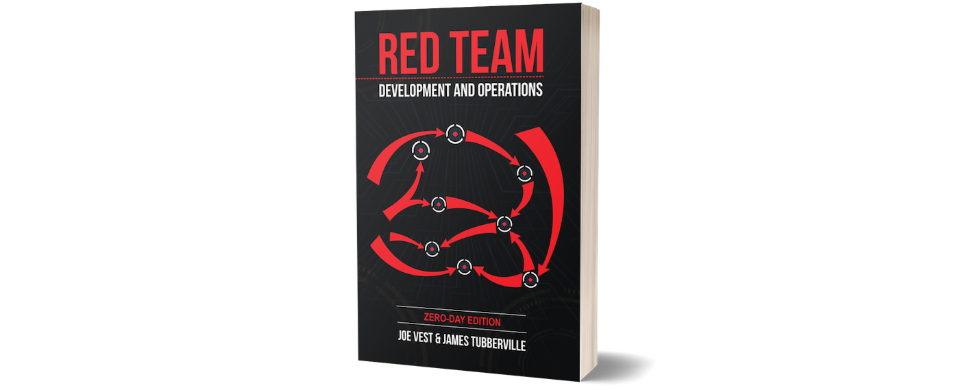 RED TEAM
DEVELOPMENT AND OPERATIONS
ZERO-DAY EDITION
JOE VEST & JAMES TUBBERVILLE